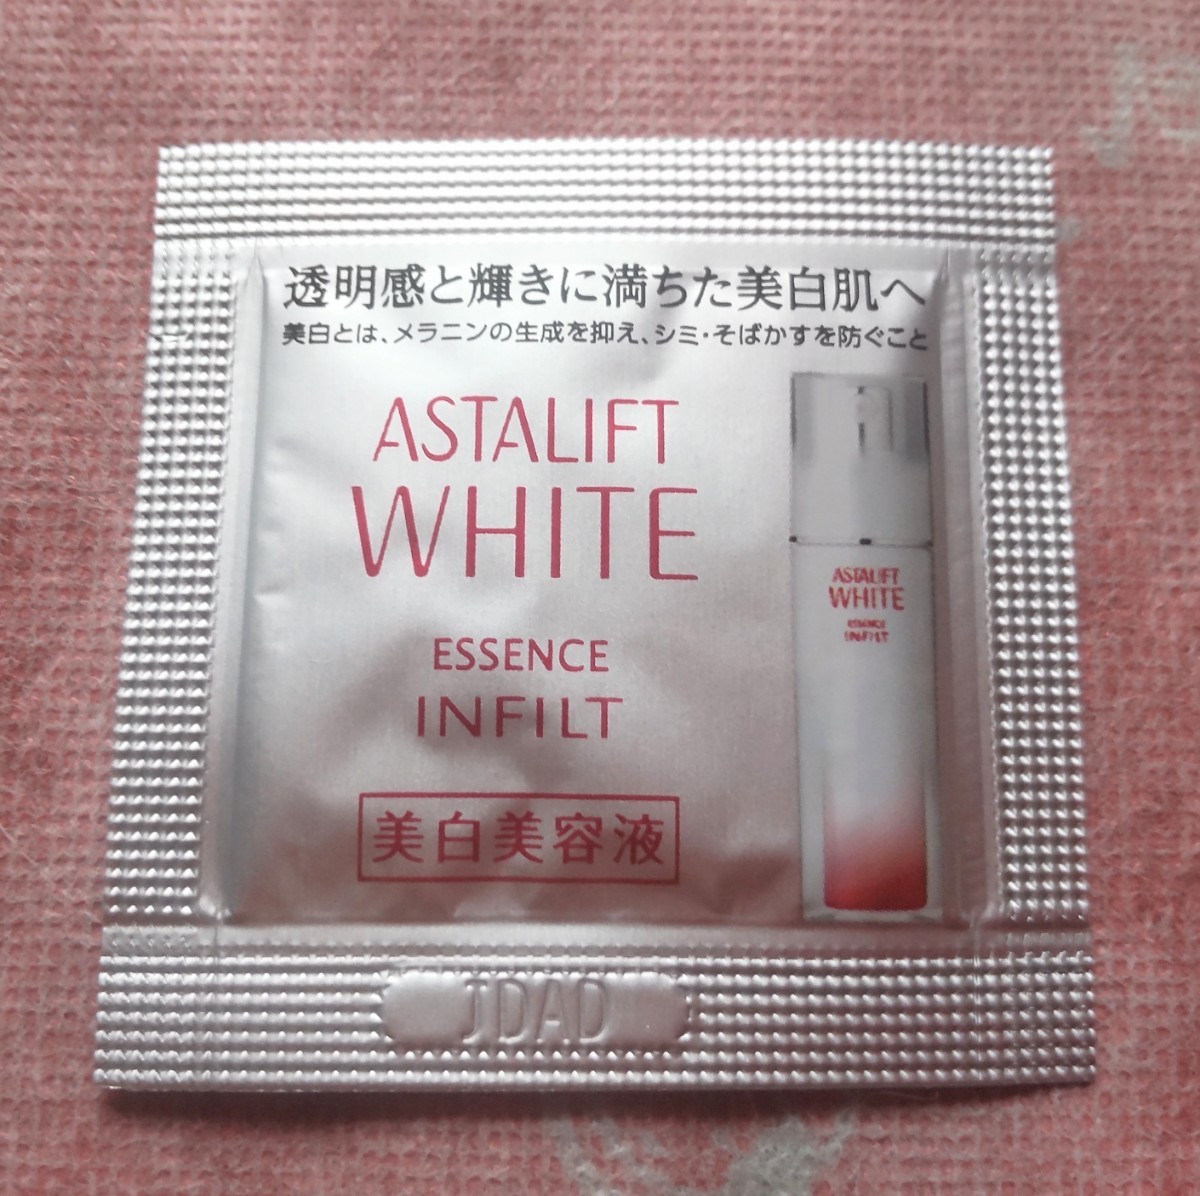 透明感と輝きに満ちた美白肌へ
美白とは、メラニンの生成を抑え、シミ・そばかすを防ぐこと
ASTALIFT
WHITE
ESSENCE
INFILT
美白美容液
ASTALIFT
WHITE
ESSENCE
INFILT
JDAD